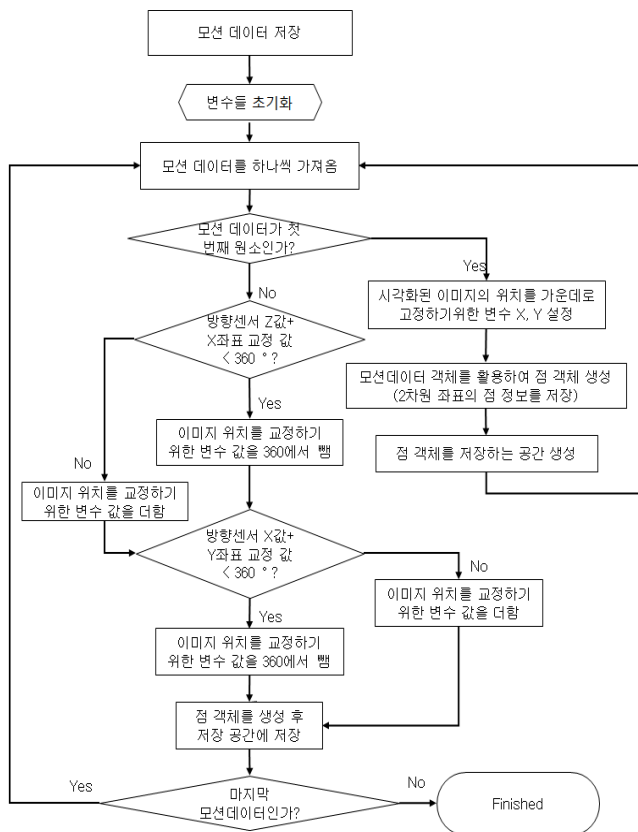 모션 데이터 저장
변수들 초기화
모션 데이터를 하나씩 가져옴
모션 데이터가 첫
번째 원소인가?
Yes
No
시각화된 이미지의 위치를 가운데로
고정하기위한 변수 X, Y 설정
방향센서 Z값+
X좌표 교정 값
< 360 ° ?
모션데이터 객체를 활용하여 점 객체 생성
(2차원 좌표의 점 정보를 저장)
Yes
이미지 위치를 교정하기
위한 변수 값을 360에서 뺌
점 객체를 저장하는 공간 생성
No
이미지 위치를 교정하기
위한 변수 값을 더함
방향센서 X값+
Y좌표 교정 값
< 360 ° ?
No
이미지 위치를 교정하기
위한 변수 값을 더함
Yes
이미지 위치를 교정하기
위한 변수 값을 360에서 뺌
점 객체를 생성 후
저장 공간에 저장
Yes
마지막
모션데이터인가?
No
Finished